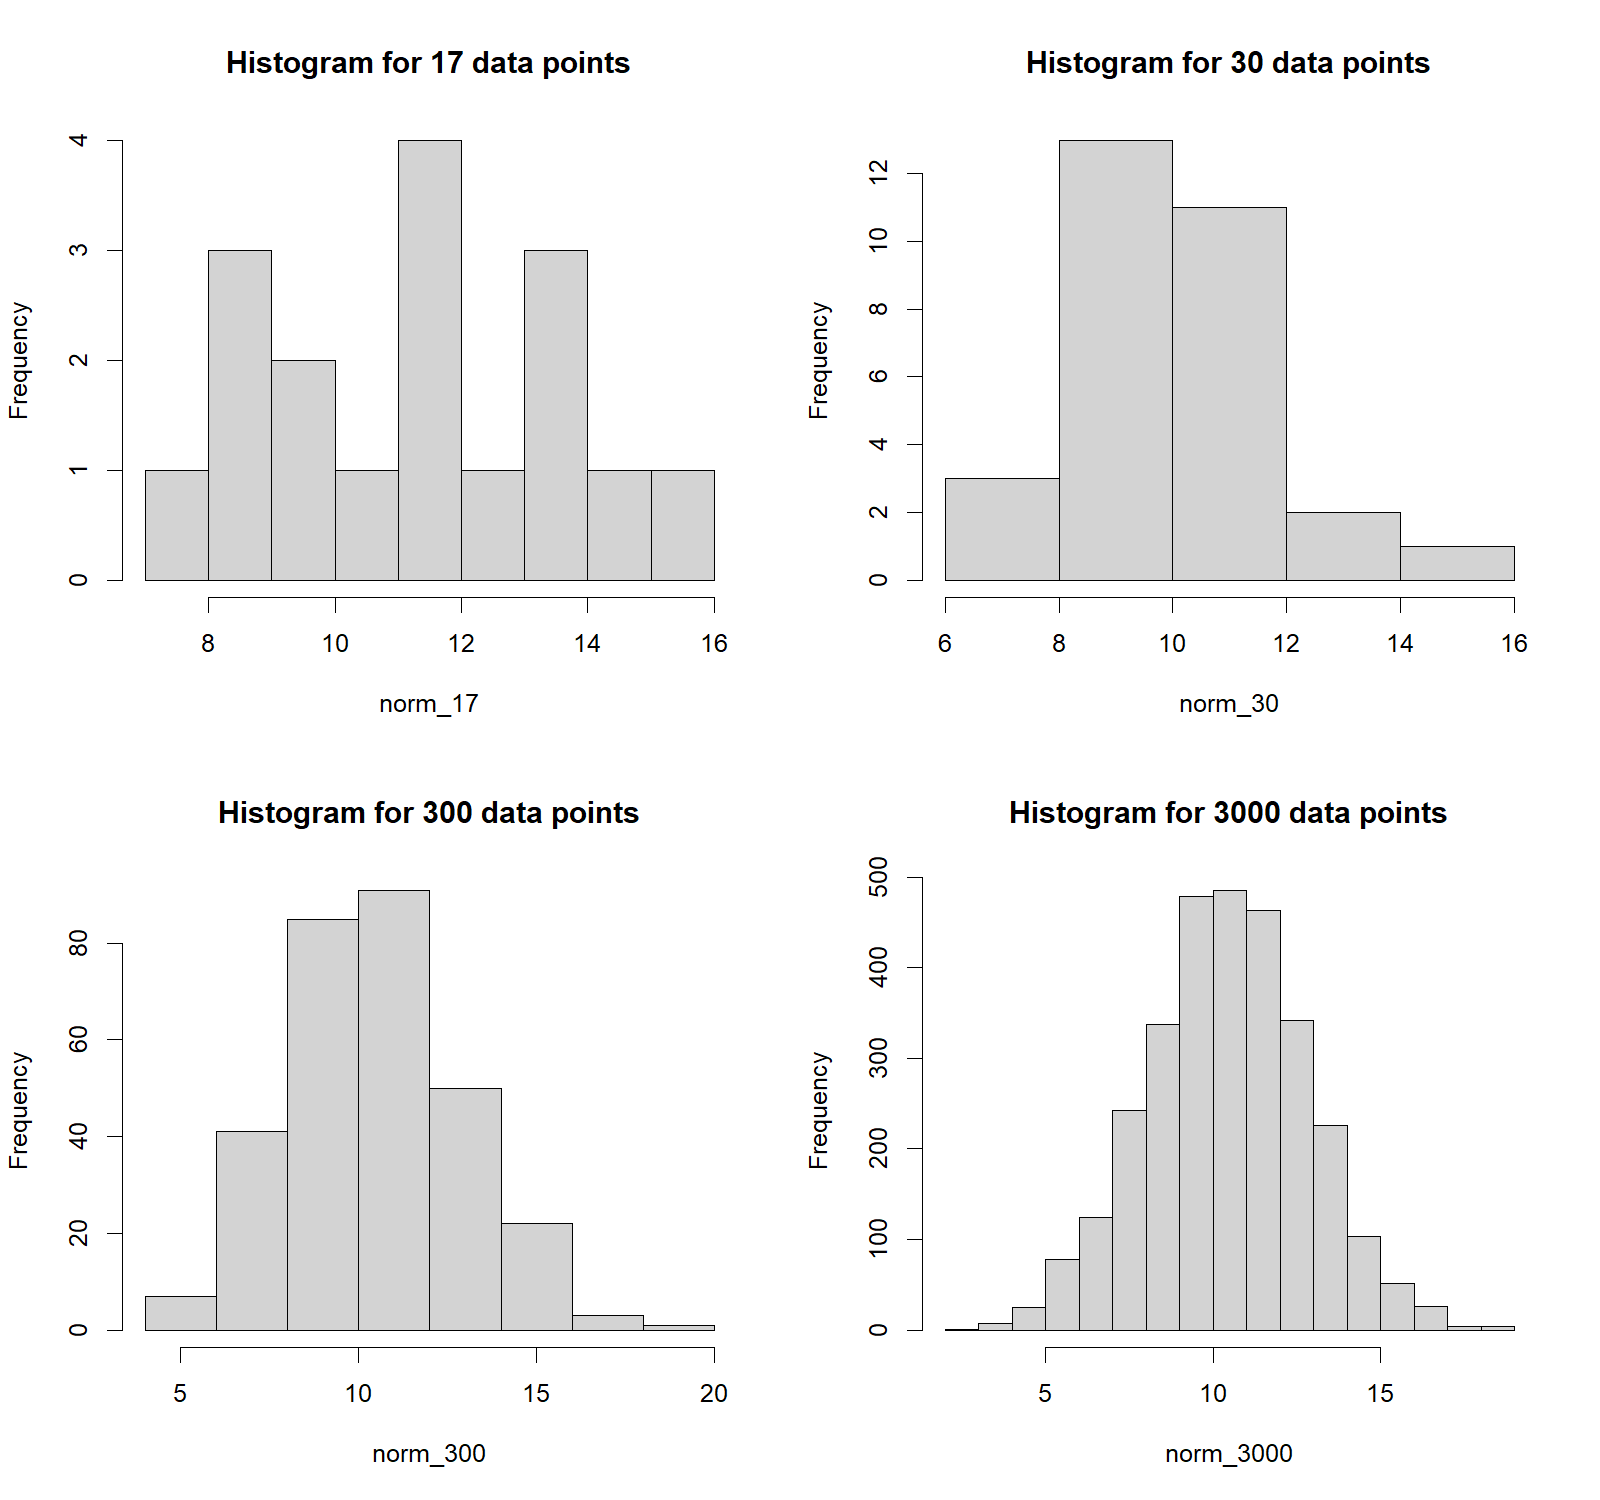 Histogram for 17 data points
Frequency
4
3
2
1
0
8 10 12 14 16
norm_17
Histogram for 30 data points
Frequency
12
10
8
6
4
2
0
6 8 10 12 14 16
norm_30
Histogram for 300 data points
Frequency
80
60
40
20
0
5 10 15 20
norm_300
Histogram for 3000 data points
Frequency
500
400
300
200
100
0
5 10 15
norm_3000